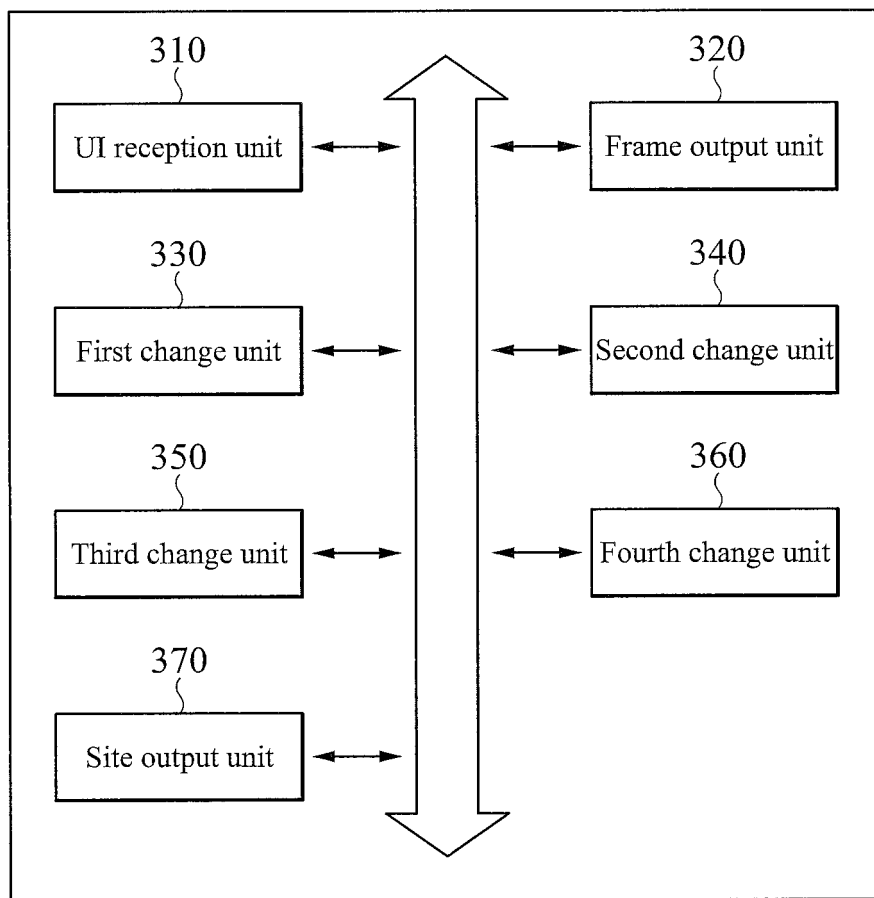 310
320
UI reception unit
Frame output unit
330
340
First change unit
Second change unit
350
360
Third change unit
Fourth change unit
370
Site output unit